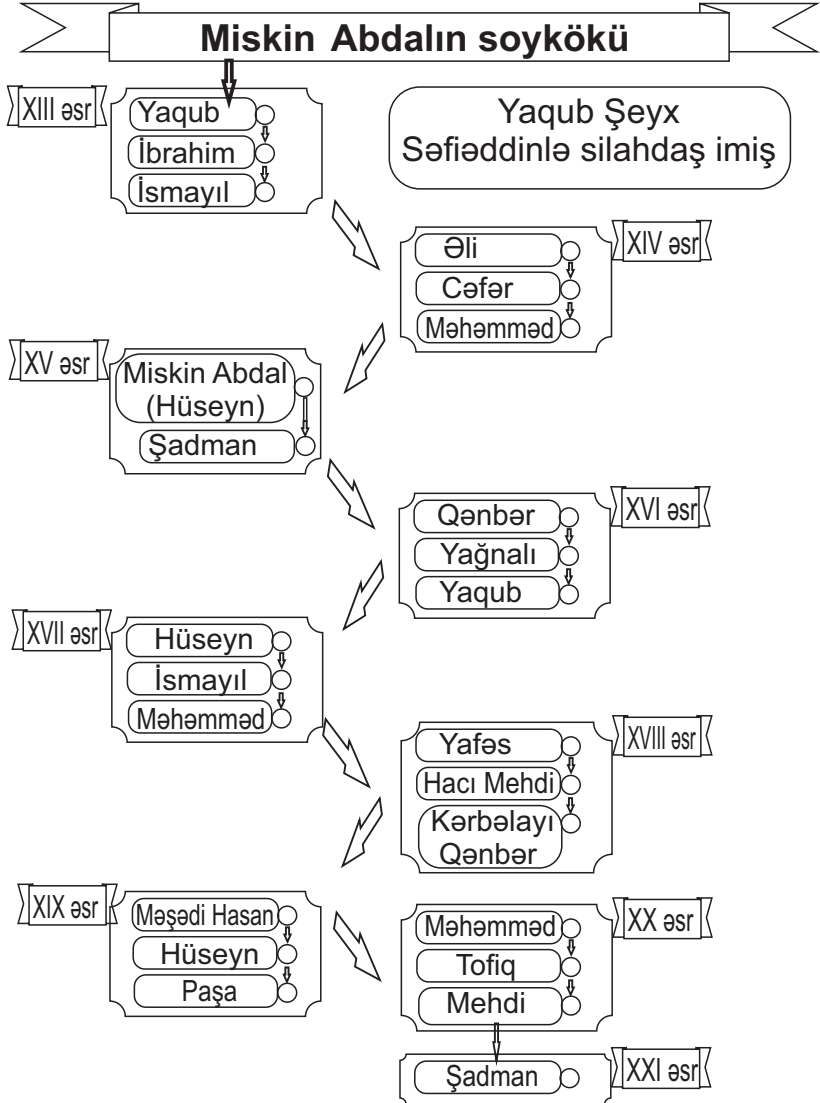 Miskin Abdalın soykökü
XIII əsr
Yaqub
İbrahim
İsmayıl
Yaqub Şeyx
Səfiəddinlə silahdaş imiş
XIV əsr
Əli
Cəfər
Məhəmməd
XV əsr
Miskin Abdal
(Hüseyn)
Şadman
XVI əsr
Qənbər
Yağnalı
Yaqub
XVII əsr
Hüseyn
İsmayıl
Məhəmməd
XVIII əsr
Yafəs
Hacı Mehdi
Kərbəlayı
Qənbər
XIX əsr
Məşədi Hasan
Hüseyn
Paşa
XX əsr
Məhəmməd
Tofiq
Mehdi
XXI əsr
Şadman